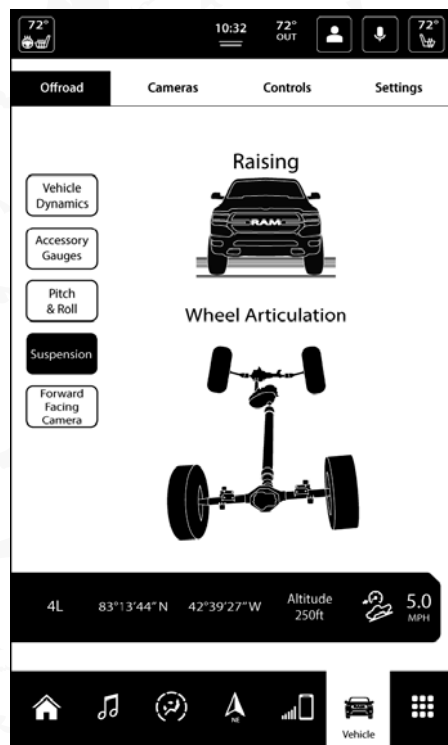 72°
10:32
72°
OUT
72°
Offroad
Cameras
Controls
Settings
Raising
RAM
Vehicle
Dynamics
Accessory
Gauges
Pitch
& Roll
Suspension
Forward
Facing
Camera
Wheel Articulation
4L
83°13'44" N
42°39'27"W
Altitude
250ft
5.0
MPH
NE
Vehicle